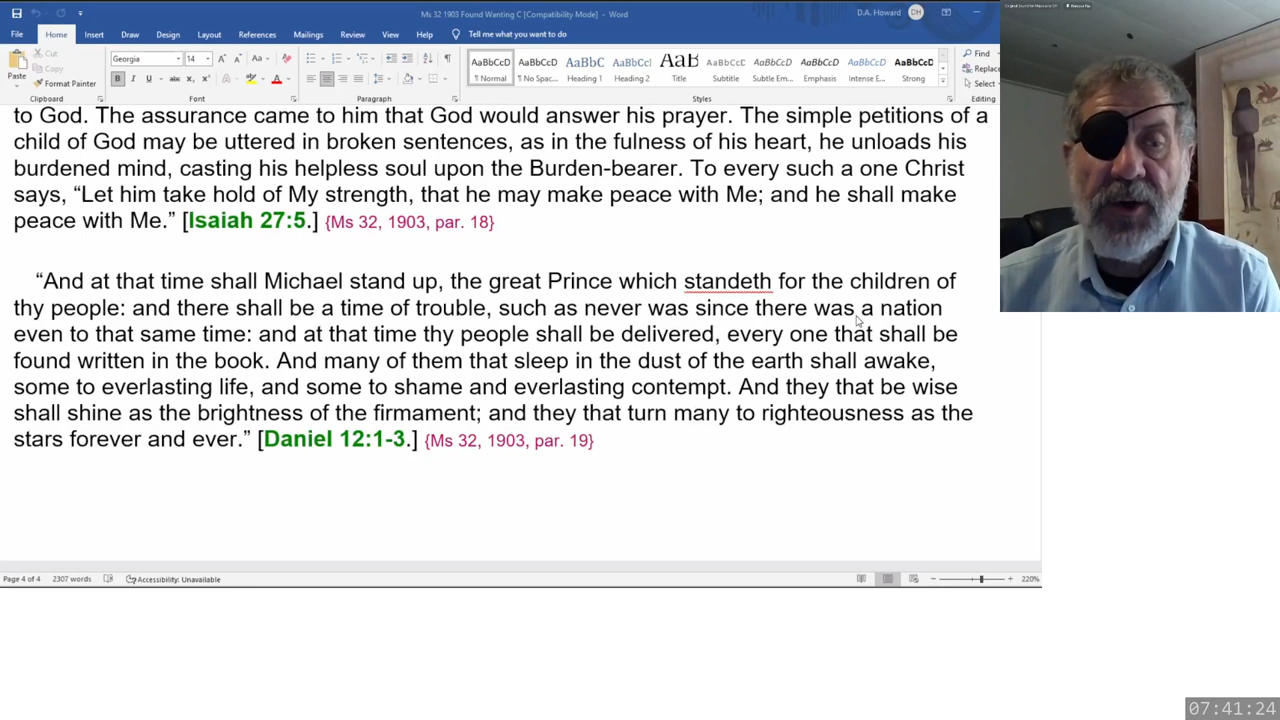 Ms 32 1903 Found Wanting C [Compatibility Mode] - Word
D.A. Howard DH
File Home Insert Draw Design Layout References Mailings Review View Help Tell me what you want to do
Paste
Cut
Copy
Format Painter
Georgia 14
AaBbCcD AaBbCcD AaBbC AaBbCcD AaB AaBbCcD AaBbCcD AaBbCcD AaBbCcD AaBbCcD
¶ Normal ¶ No Spac... Heading 1 Heading 2 Title Subtitle Subtle Em... Emphasis Intense E... Strong
Find
Replace
Select
Clipboard Font Paragraph Styles Editing
to God. The assurance came to him that God would answer his prayer. The simple petitions of a
child of God may be uttered in broken sentences, as in the fulness of his heart, he unloads his
burdened mind, casting his helpless soul upon the Burden-bearer. To every such a one Christ
says, “Let him take hold of My strength, that he may make peace with Me; and he shall make
peace with Me.” [Isaiah 27:5.] {Ms 32, 1903, par. 18}
“And at that time shall Michael stand up, the great Prince which standeth for the children of
thy people: and there shall be a time of trouble, such as never was since there was a nation
even to that same time: and at that time thy people shall be delivered, every one that shall be
found written in the book. And many of them that sleep in the dust of the earth shall awake,
some to everlasting life, and some to shame and everlasting contempt. And they that be wise
shall shine as the brightness of the firmament; and they that turn many to righteousness as the
stars forever and ever.” [Daniel 12:1-3.] {Ms 32, 1903, par. 19}
Page 4 of 4 2307 words Accessibility: Unavailable 220%
07:41:24